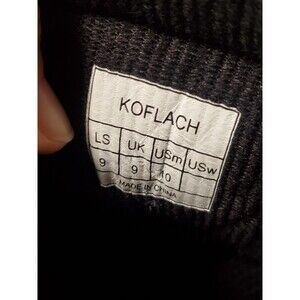 KOFLACH
LS UK USm USw
9 9 10
MADE IN CHINA